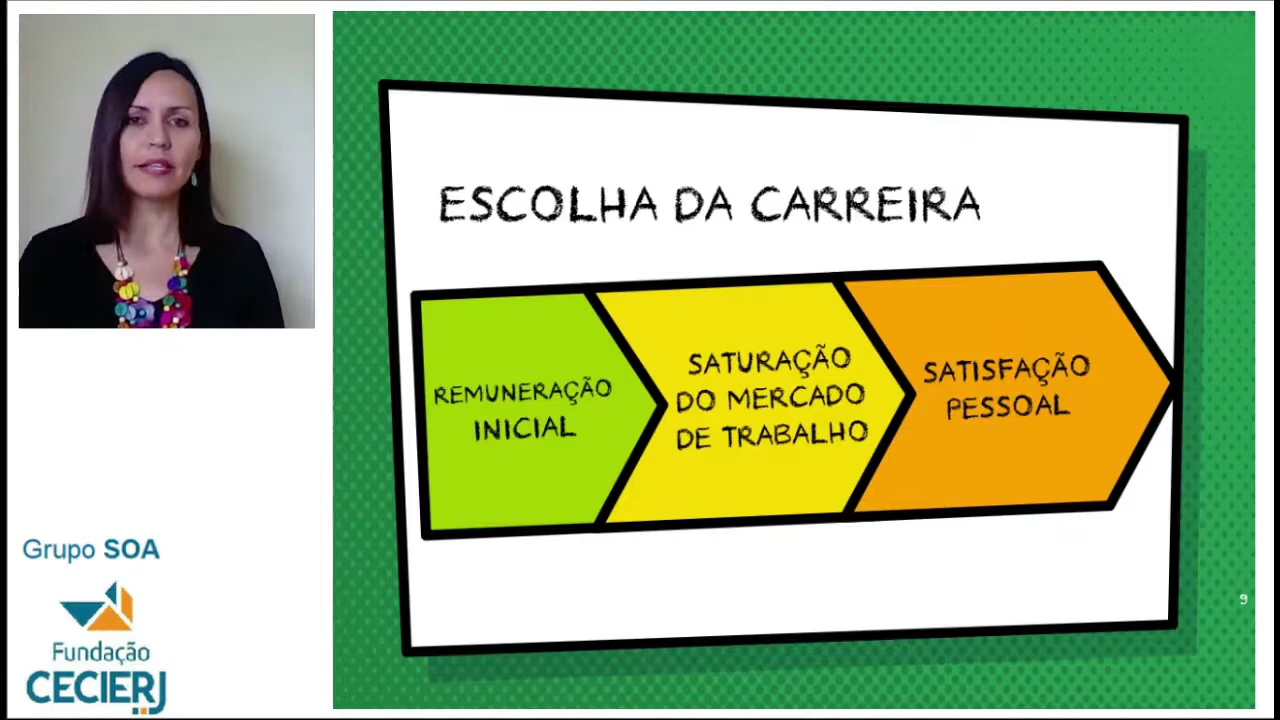 ESCOLHA DA CARREIRA
REMUNERAÇÃO
INICIAL
SATURAÇÃO
DO MERCADO
DE TRABALHO
SATISFAÇÃO
PESSOAL
Grupo SOA
Fundação
CECIERJ
9